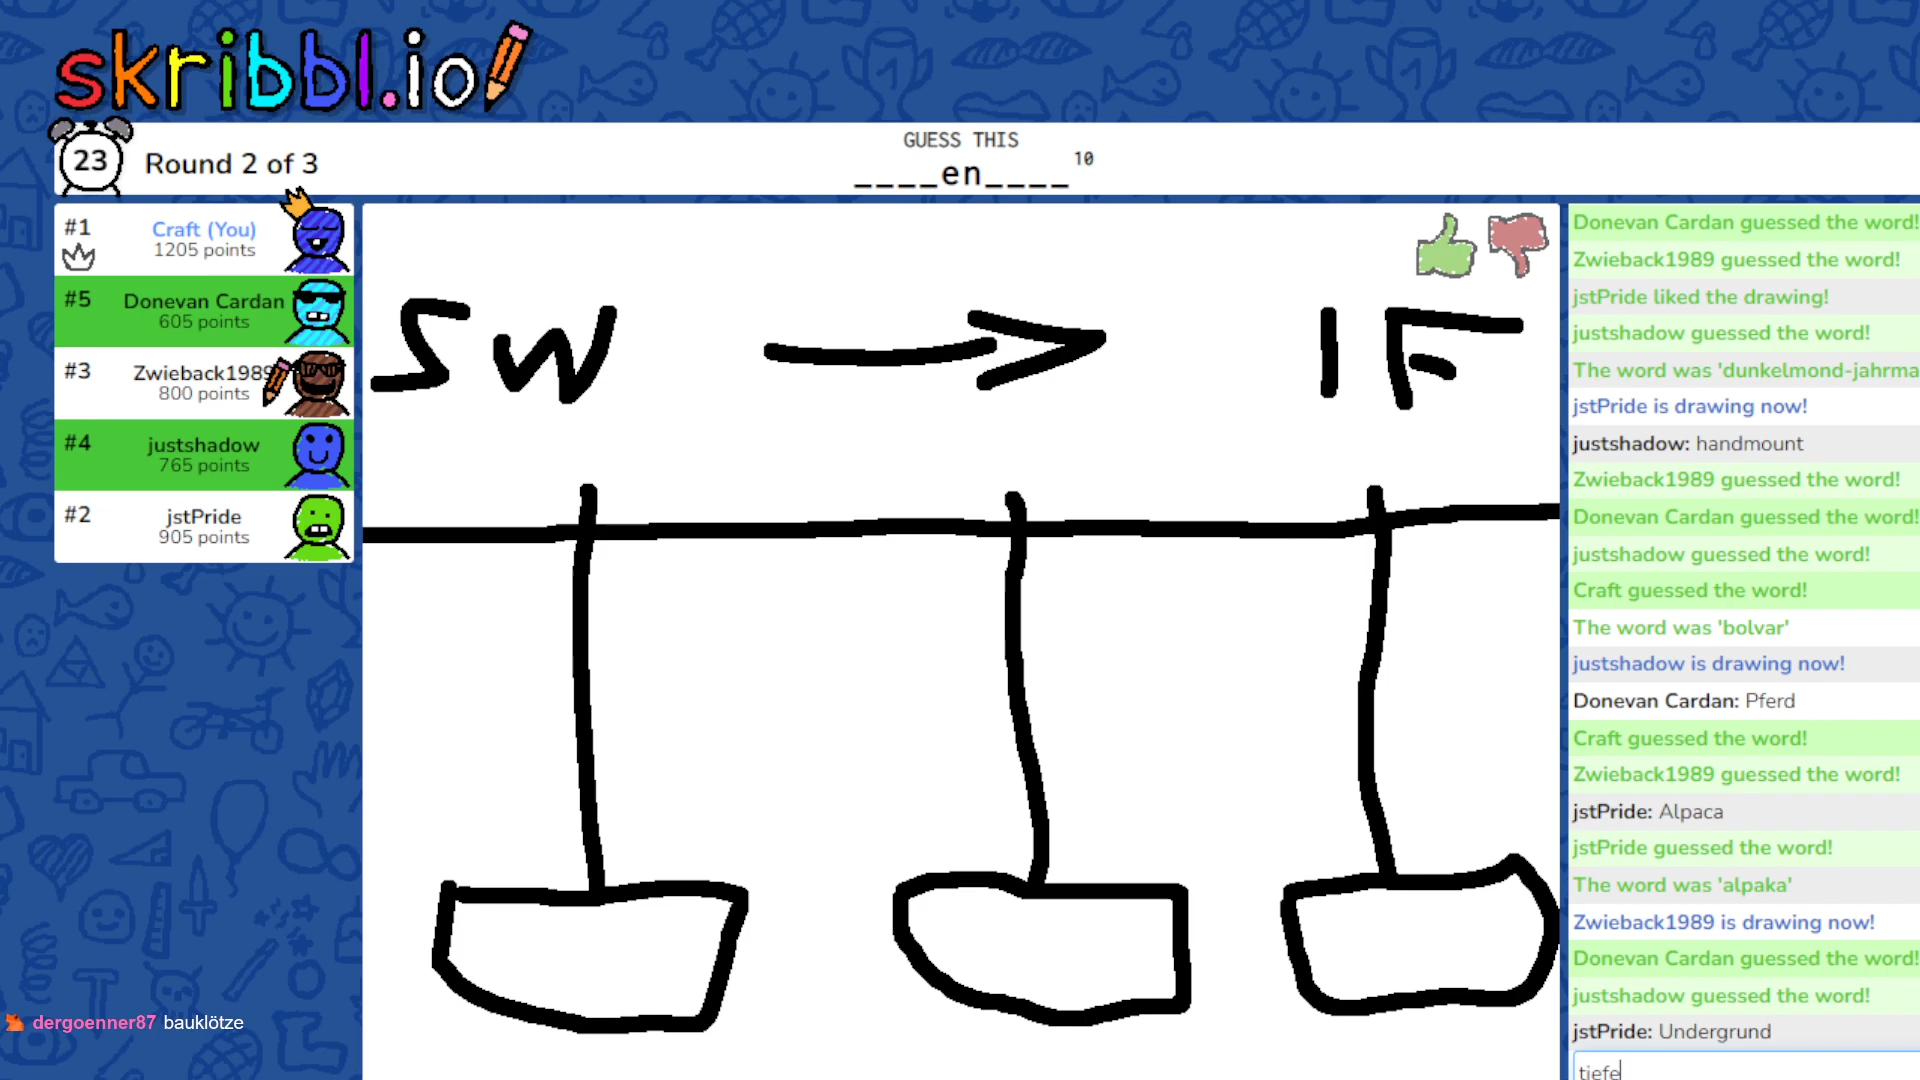 skribbl.io
23
Round 2 of 3
GUESS THIS
____en____ 10
#1
Craft (You)
1205 points
#5
Donevan Cardan
605 points
#3
Zwieback1989
800 points
#4
justshadow
765 points
#2
jstPride
905 points
SW → IF
Donevan Cardan guessed the word!
Zwieback1989 guessed the word!
jstPride liked the drawing!
justshadow guessed the word!
The word was 'dunkelmond-jahrma
jstPride is drawing now!
justshadow: handmount
Zwieback1989 guessed the word!
Donevan Cardan guessed the word!
justshadow guessed the word!
Craft guessed the word!
The word was 'bolvar'
justshadow is drawing now!
Donevan Cardan: Pferd
Craft guessed the word!
Zwieback1989 guessed the word!
jstPride: Alpaca
jstPride guessed the word!
The word was 'alpaka'
Zwieback1989 is drawing now!
Donevan Cardan guessed the word!
justshadow guessed the word!
jstPride: Undergrund
tiefe
dergoenner87 bauklötze